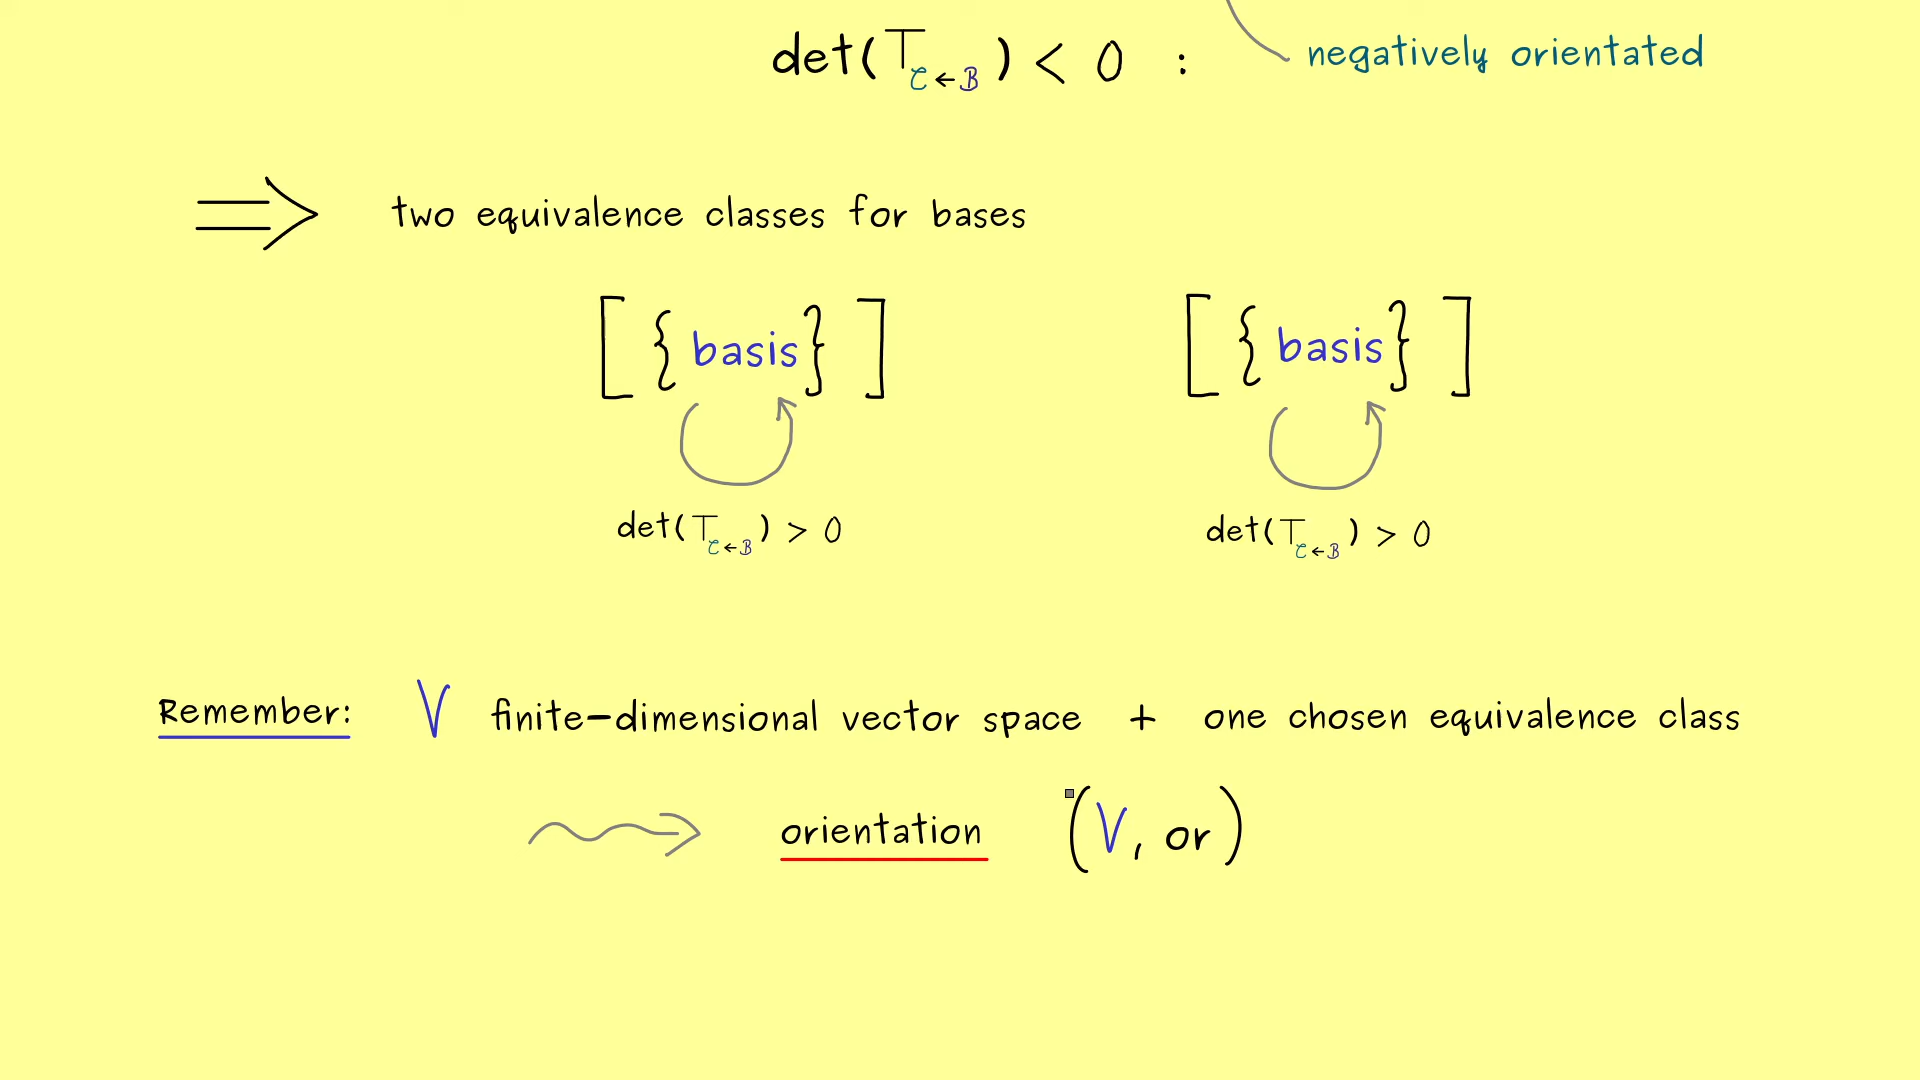 det(T_{C←B}) < 0 : negatively orientated
⇒ two equivalence classes for bases
[ { basis } ] [ { basis } ]
det(T_{C←B}) > 0 det(T_{C←B}) > 0
Remember: V finite-dimensional vector space + one chosen equivalence class
orientation (V, or)